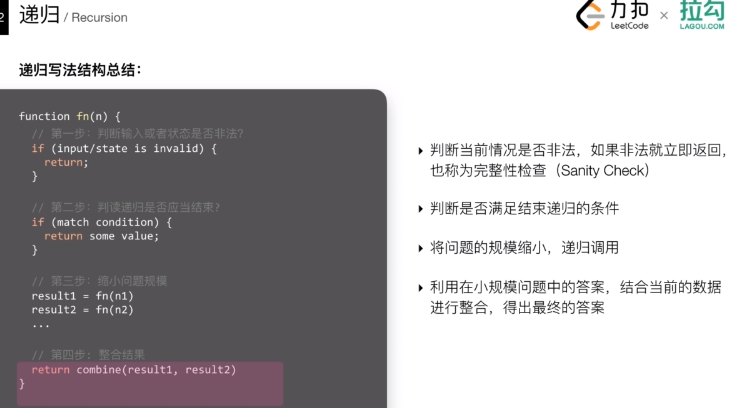 2 递归 / Recursion
力扣
LeetCode
×
拉勾
LAGOU.COM
递归写法结构总结：
function fn(n) {
// 第一步：判断输入或者状态是否非法？
if (input/state is invalid) {
return;
}
// 第二步：判读递归是否应当结束？
if (match condition) {
return some value;
}
// 第三步：缩小问题规模
result1 = fn(n1)
result2 = fn(n2)
...
// 第四步：整合结果
return combine(result1, result2)
}
判断当前情况是否非法，如果非法就立即返回，
也称为完整性检查（Sanity Check）
判断是否满足结束递归的条件
将问题的规模缩小，递归调用
利用在小规模问题中的答案，结合当前的数据
进行整合，得出最终的答案